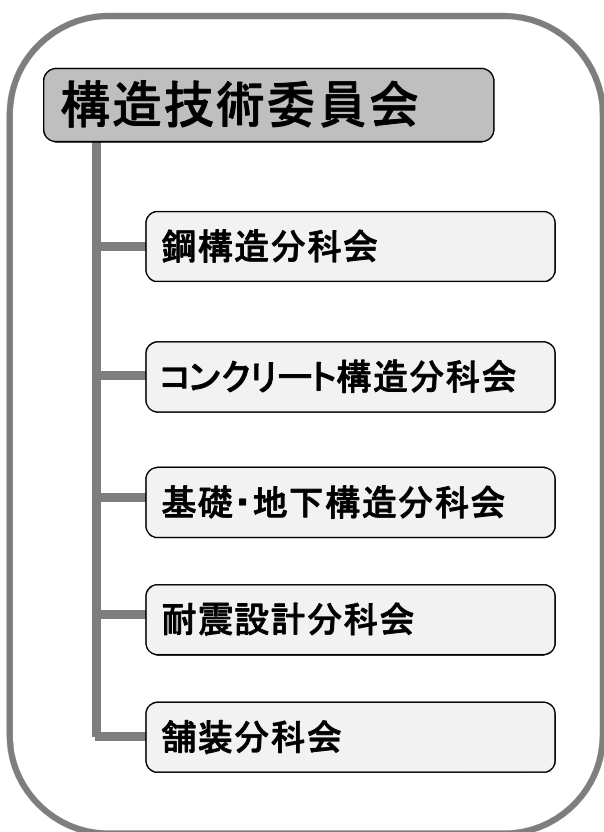 構造技術委員会
鋼構造分科会
コンクリート構造分科会
基礎・地下構造分科会
耐震設計分科会
舗装分科会